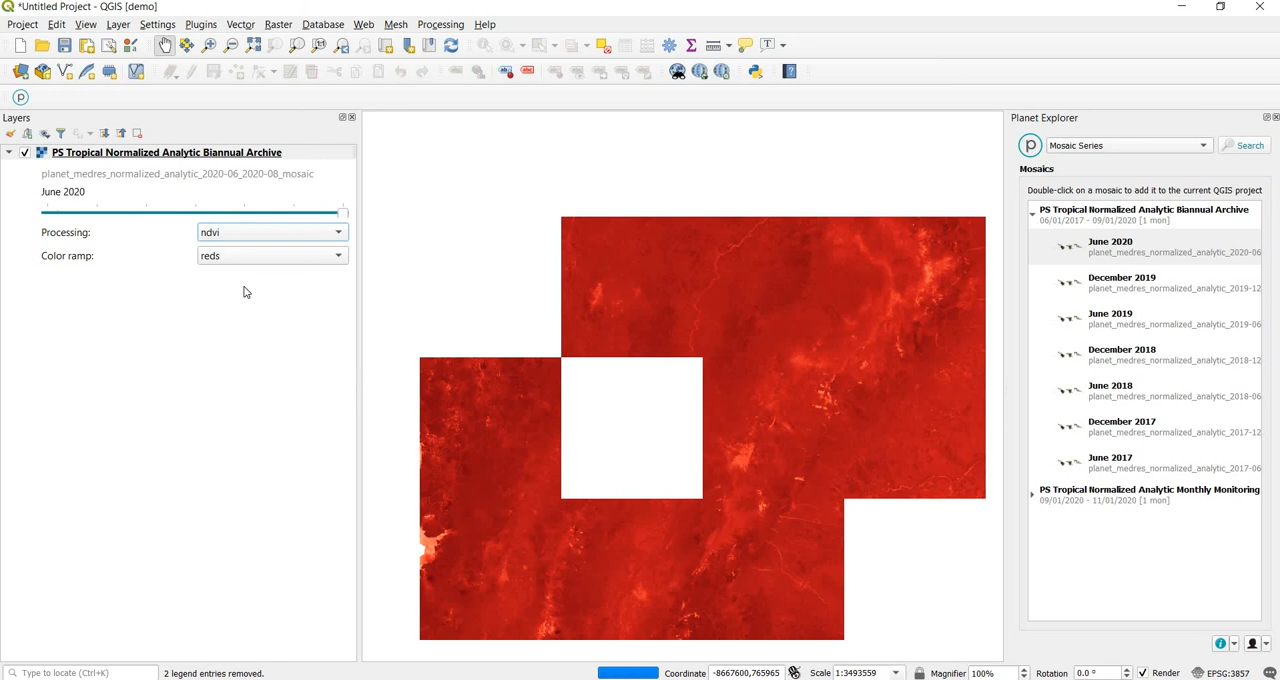 *Untitled Project - QGIS [demo]
Project Edit View Layer Settings Plugins Vector Raster Database Web Mesh Processing Help
Layers
PS Tropical Normalized Analytic Biannual Archive
planet_medres_normalized_analytic_2020-06_2020-08_mosaic
June 2020
Processing: ndvi
Color ramp: reds
Planet Explorer
Mosaic Series Search
Mosaics
Double-click on a mosaic to add it to the current QGIS project
PS Tropical Normalized Analytic Biannual Archive
06/01/2017 - 09/01/2020 [1 mon]
June 2020
planet_medres_normalized_analytic_2020-06
December 2019
planet_medres_normalized_analytic_2019-12
June 2019
planet_medres_normalized_analytic_2019-06
December 2018
planet_medres_normalized_analytic_2018-12
June 2018
planet_medres_normalized_analytic_2018-06
December 2017
planet_medres_normalized_analytic_2017-12
June 2017
planet_medres_normalized_analytic_2017-06
PS Tropical Normalized Analytic Monthly Monitoring
09/01/2020 - 11/01/2020 [1 mon]
Type to locate (Ctrl+K) 2 legend entries removed. Coordinate -8667600,765965 Scale 1:3493559 Magnifier 100% Rotation 0.0 ° Render EPSG:3857